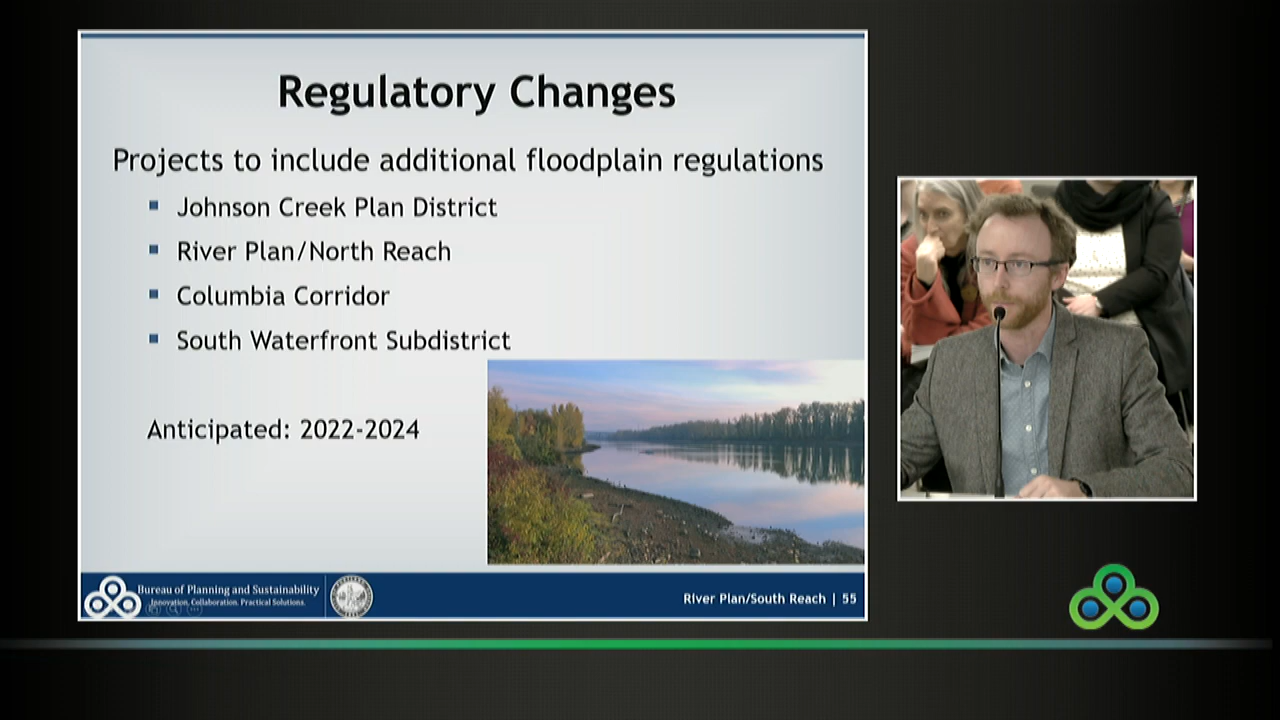 Regulatory Changes
Projects to include additional floodplain regulations
Johnson Creek Plan District
River Plan/North Reach
Columbia Corridor
South Waterfront Subdistrict
Anticipated: 2022-2024
Bureau of Planning and Sustainability
Innovation. Collaboration. Practical Solutions.
River Plan/South Reach | 55